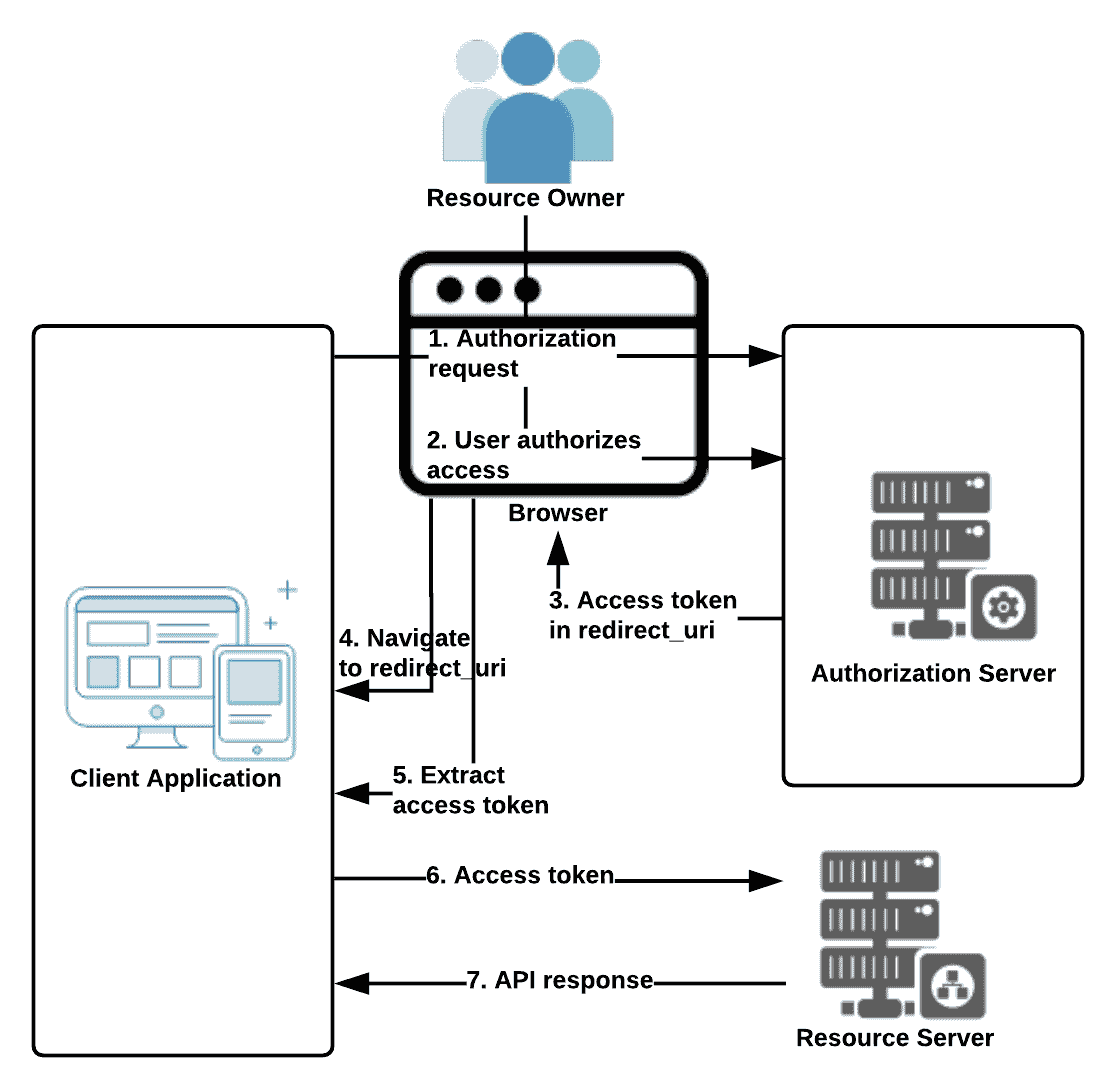 Resource Owner
1. Authorization
request
2. User authorizes
access
Browser
3. Access token
in redirect_uri
4. Navigate
to redirect_uri
Authorization Server
Client Application
5. Extract
access token
6. Access token
7. API response
Resource Server